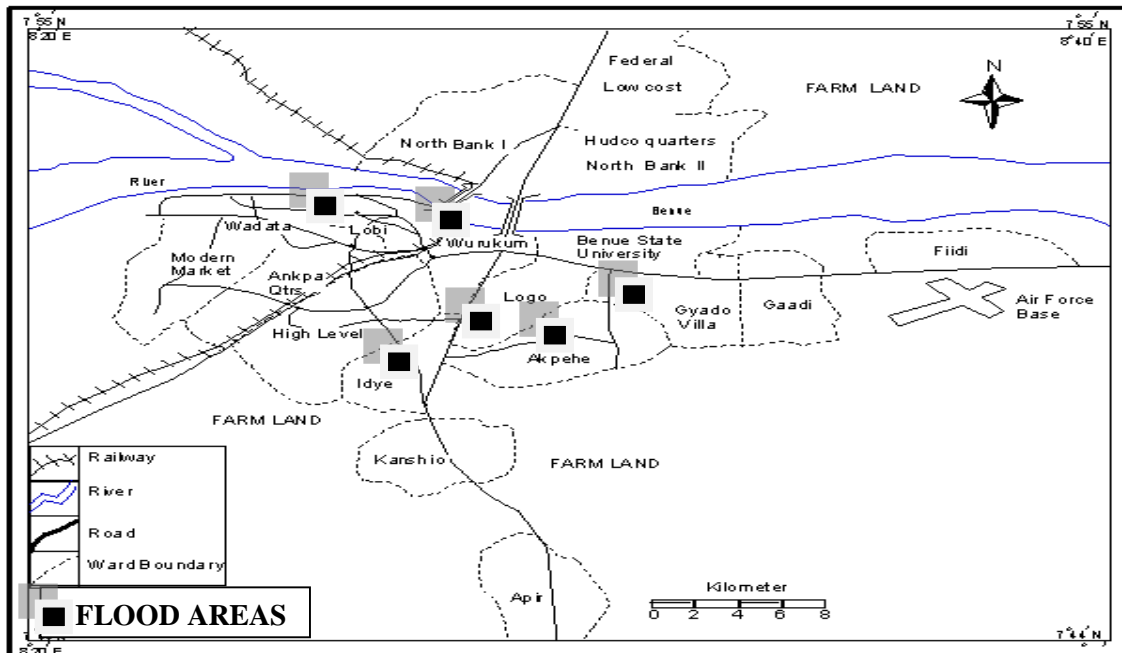 7°55 N
8°20 E
7°55 N
8°40 E
N
Federal
Low cost
FARM LAND
North Bank I
Hudco quarters
North Bank II
River
Benue
Wadata
Lobi
Wurukum
Benue State
University
Fiidi
Modern
Market
Ankpa
Qtrs
Logo
Gyado
Villa
Gaadi
Air Force
Base
High Level
Akpehe
Idye
FARM LAND
Kanshio
FARM LAND
Railway
River
Road
Ward Boundary
Kilometer
0 2 4 6 8
Apir
FLOOD AREAS
8°20 E
7°44 N